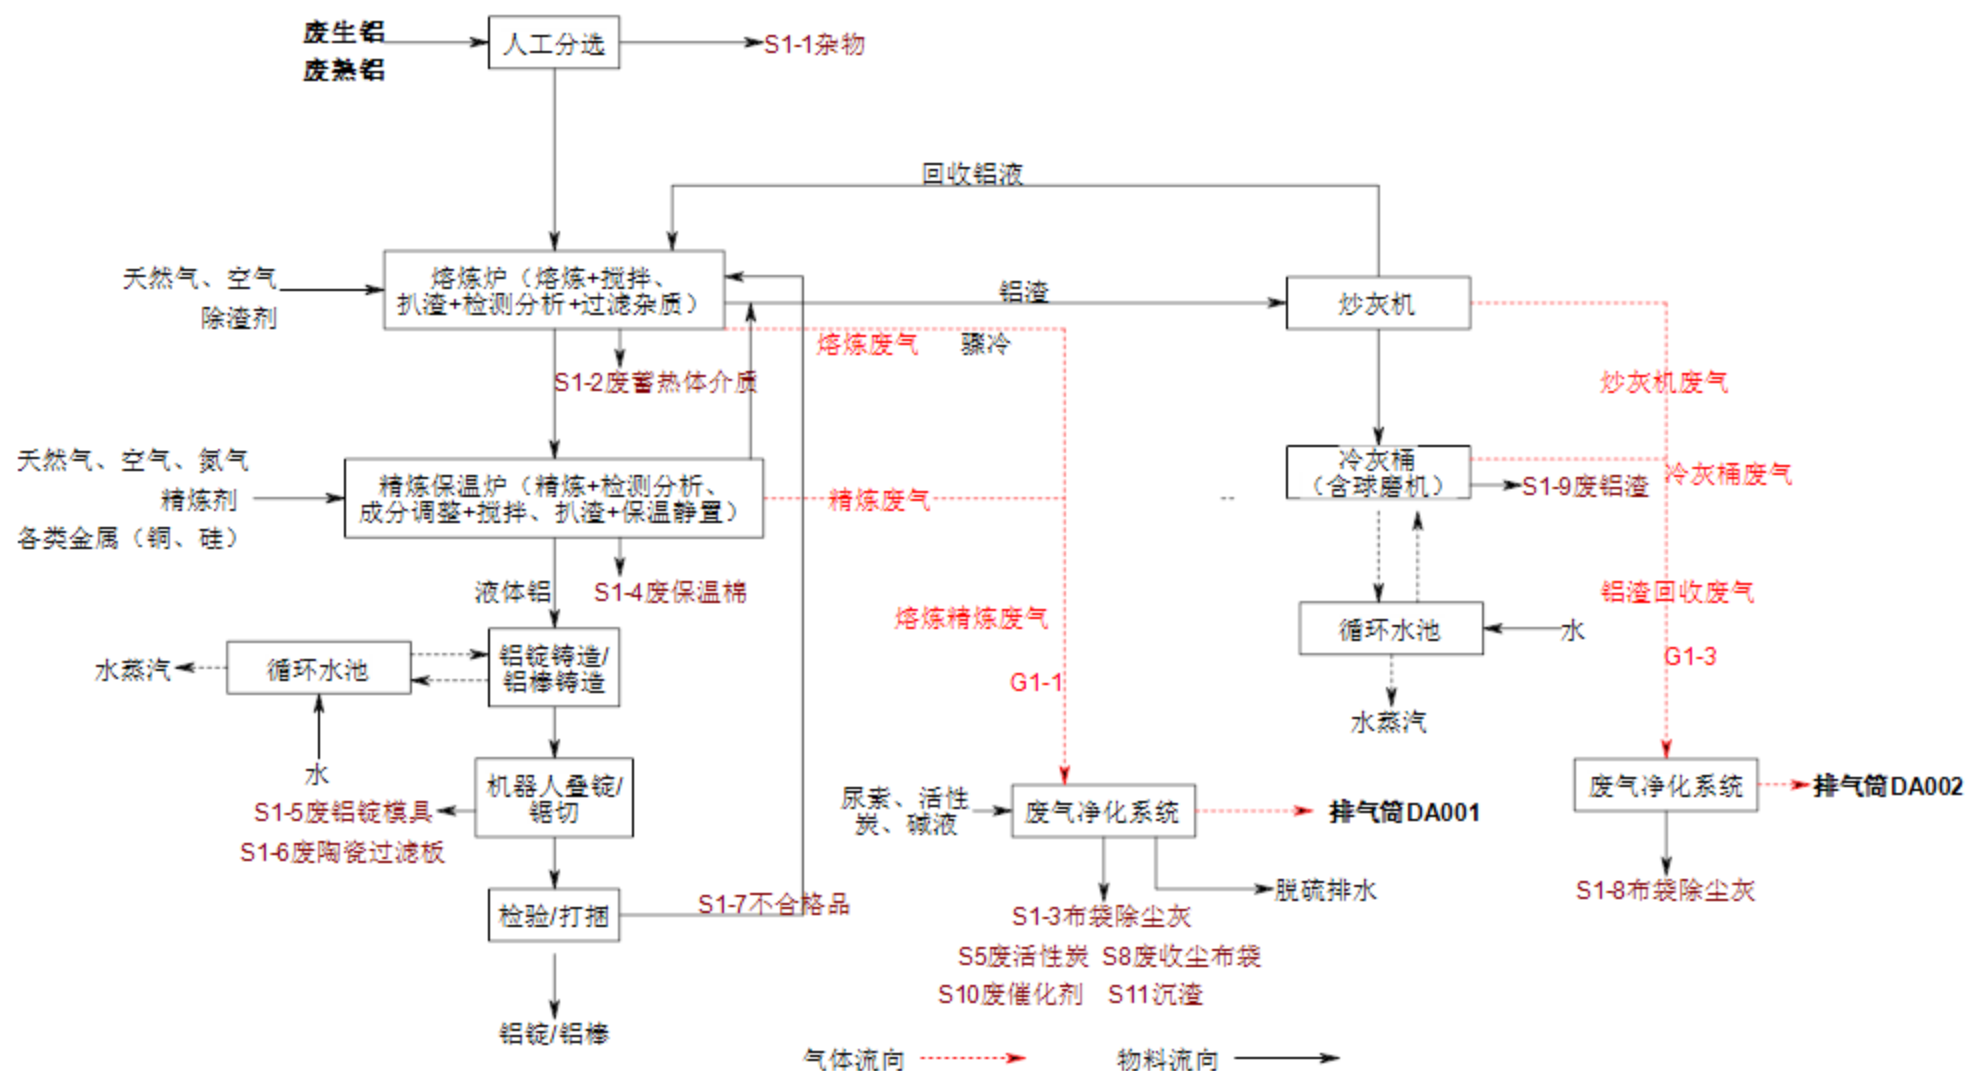 废生铝
废熟铝
人工分选
S1-1杂物
回收铝液
天然气、空气
除渣剂
熔炼炉（熔炼+搅拌、
扒渣+检测分析+过滤杂质）
铝渣
炒灰机
熔炼废气
骤冷
S1-2废蓄热体介质
炒灰机废气
天然气、空气、氮气
精炼剂
各类金属（铜、硅）
精炼保温炉（精炼+检测分析、
成分调整+搅拌、扒渣+保温静置）
精炼废气
--
冷灰桶
（含球磨机）
S1-9废铝渣
冷灰桶废气
液体铝
S1-4废保温棉
熔炼精炼废气
G1-1
铝渣回收废气
G1-3
循环水池
水
水蒸汽
水蒸汽
循环水池
铝锭铸造/
铝棒铸造
水
S1-5废铝锭模具
S1-6废陶瓷过滤板
机器人叠锭/
锯切
尿素、活性
炭、碱液
废气净化系统
排气筒DA001
废气净化系统
排气筒DA002
检验/打捆
S1-7不合格品
脱硫排水
S1-3布袋除尘灰
S5废活性炭 S8废收尘布袋
S10废催化剂 S11沉渣
S1-8布袋除尘灰
铝锭/铝棒
气体流向
物料流向